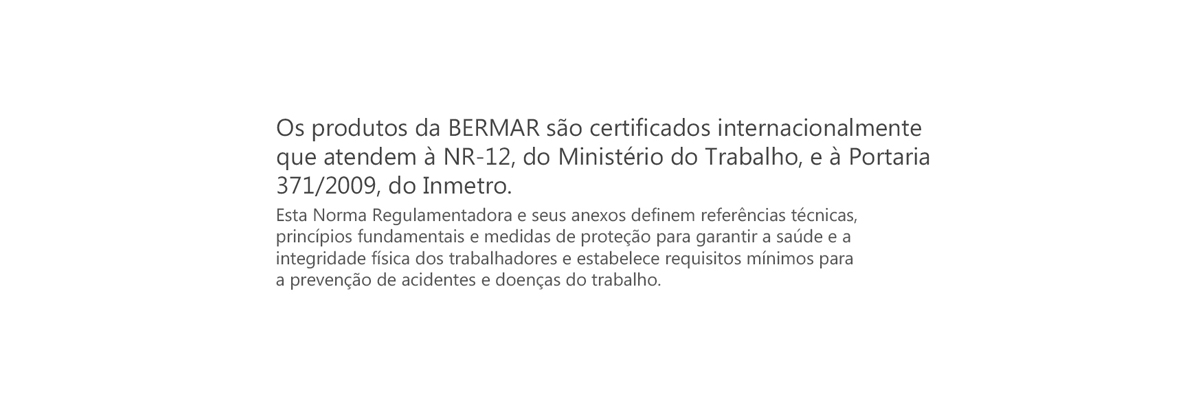 Os produtos da BERMAR são certificados internacionalmente
que atendem à NR-12, do Ministério do Trabalho, e à Portaria
371/2009, do Inmetro.
Esta Norma Regulamentadora e seus anexos definem referências técnicas,
princípios fundamentais e medidas de proteção para garantir a saúde e a
integridade física dos trabalhadores e estabelece requisitos mínimos para
a prevenção de acidentes e doenças do trabalho.